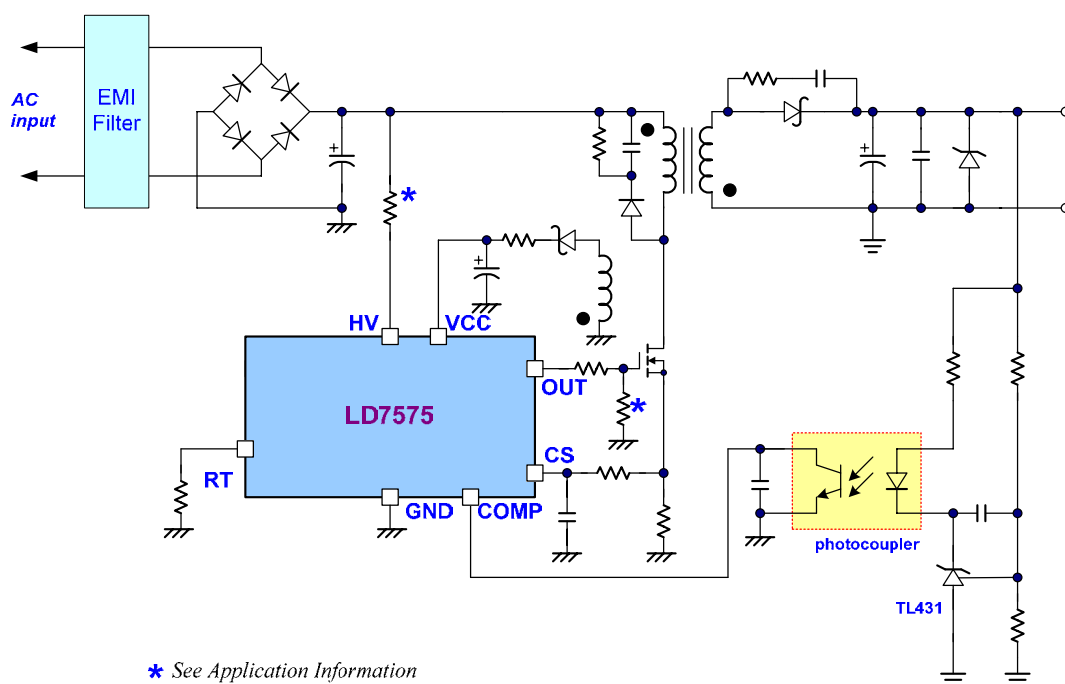 AC
input
EMI
Filter
+
*
+
+
HV
VCC
OUT
*
LD7575
CS
RT
GND
COMP
photocoupler
TL431
* See Application Information